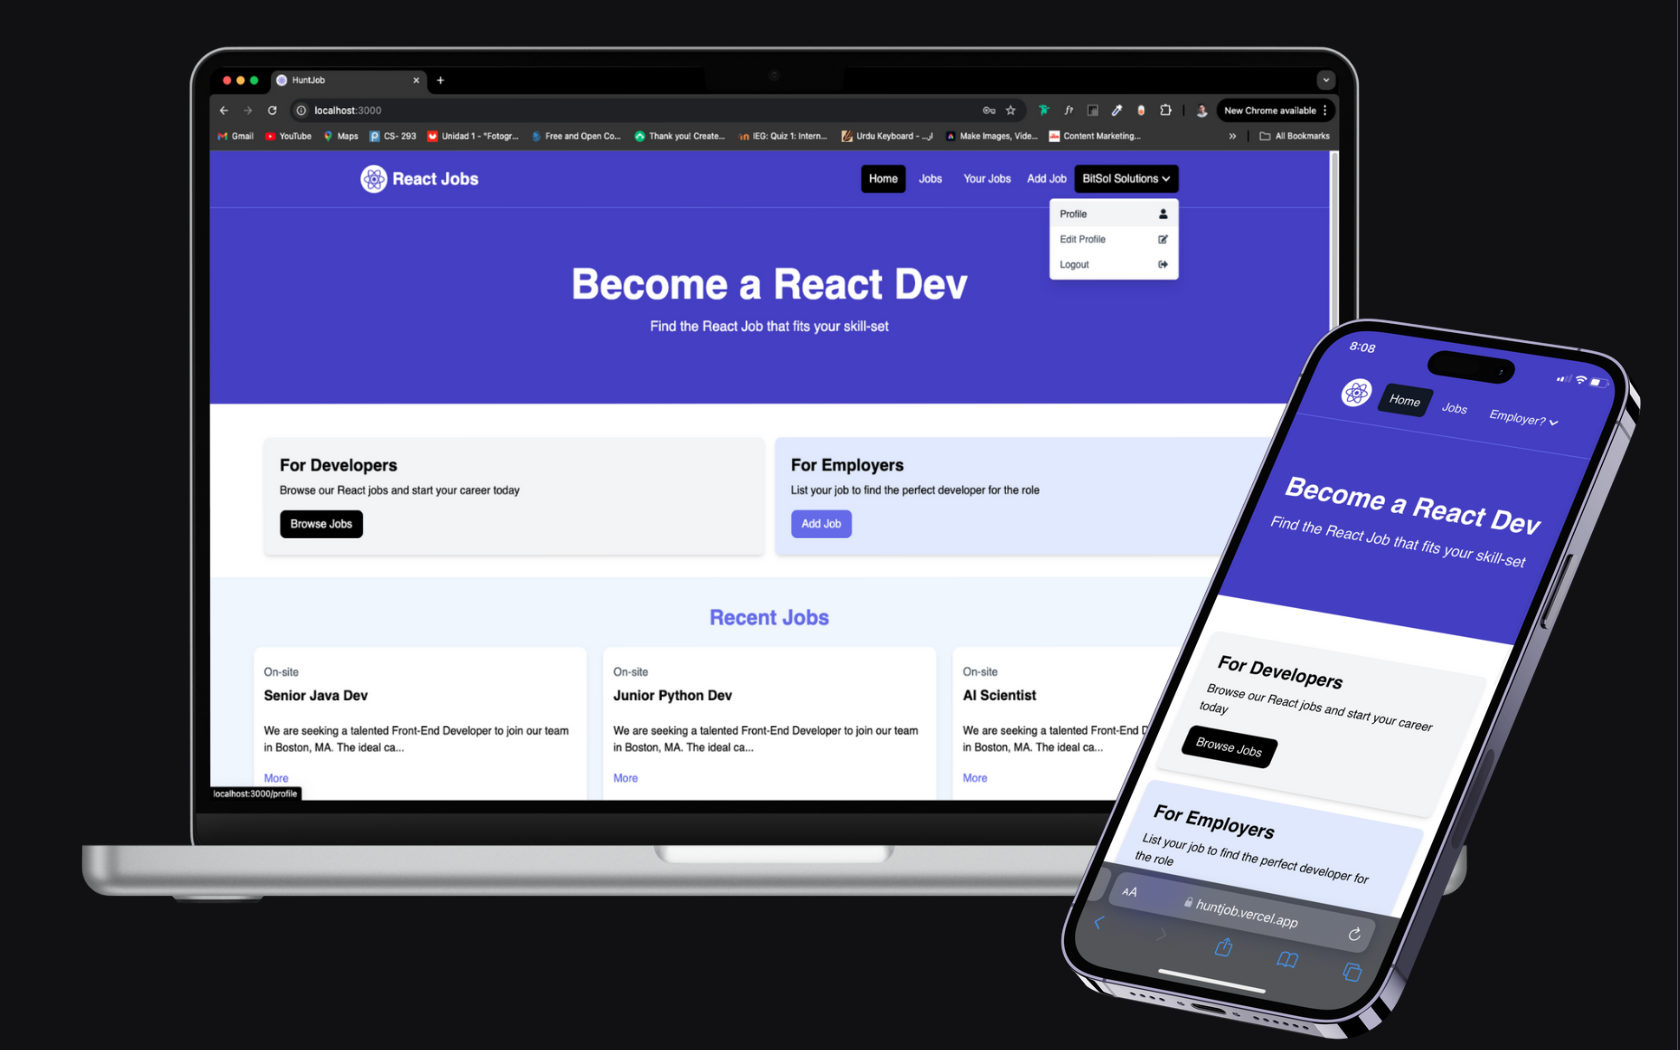 HuntJob
localhost:3000
New Chrome available
Gmail
YouTube
Maps
CS- 293
Unidad 1 - "Fotogr...
Free and Open Co...
Thank you! Create...
IEG: Quiz 1: Intern...
Urdu Keyboard - ...
Make Images, Vide...
Content Marketing...
All Bookmarks
React Jobs
Home
Jobs
Your Jobs
Add Job
BitSol Solutions
Profile
Edit Profile
Logout
Become a React Dev
Find the React Job that fits your skill-set
For Developers
Browse our React jobs and start your career today
Browse Jobs
For Employers
List your job to find the perfect developer for the role
Add Job
Recent Jobs
On-site
Senior Java Dev
We are seeking a talented Front-End Developer to join our team
in Boston, MA. The ideal ca...
More
On-site
Junior Python Dev
We are seeking a talented Front-End Developer to join our team
in Boston, MA. The ideal ca...
More
On-site
AI Scientist
We are seeking a talented Front-End D
in Boston, MA. The ideal ca...
More
localhost:3000/profile
8:08
Home
Jobs
Employer?
Become a React Dev
Find the React Job that fits your skill-set
For Developers
Browse our React jobs and start your career
today
Browse Jobs
For Employers
List your job to find the perfect developer for
the role
AA
huntjob.vercel.app